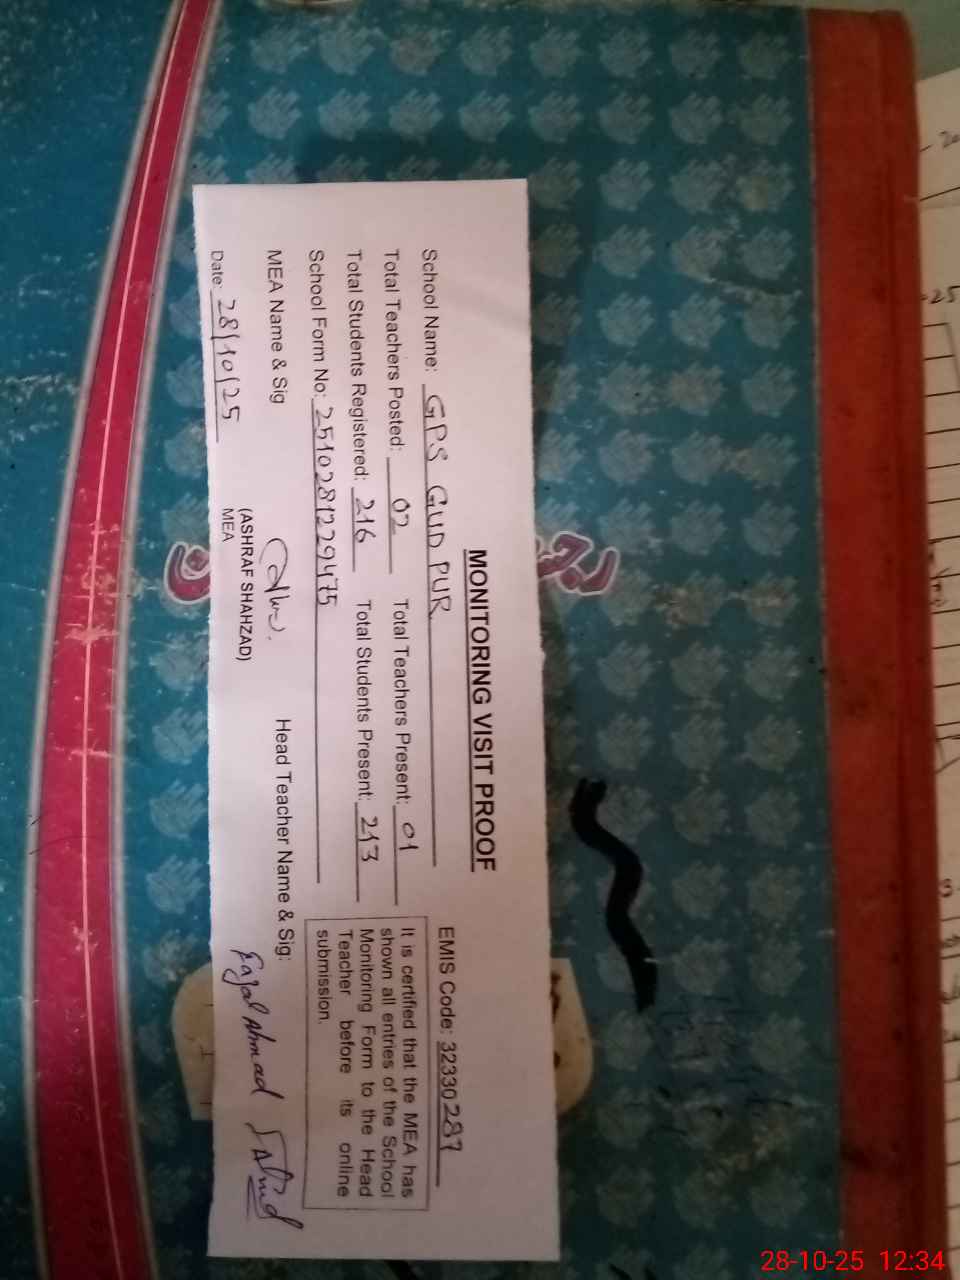 MONITORING VISIT PROOF
School Name: GPS GUD PUR EMIS Code: 32330287
Total Teachers Posted: 02 Total Teachers Present: 01
Total Students Registered: 216 Total Students Present: 213
School Form No: 2510281229475
It is certified that the MEA has
shown all entries of the School
Monitoring Form to the Head
Teacher before its online
submission.
MEA Name & Sig Head Teacher Name & Sig:
(ASHRAF SHAHZAD)
MEA
Fazal Ahmad
Date: 28/10/25
28-10-25 12:34